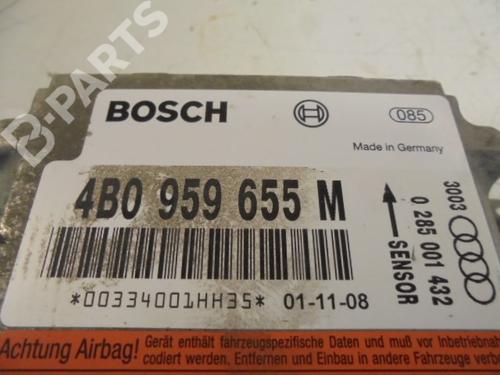 B-PARTS
BOSCH
085
Made in Germany
4B0 959 655 M
SENSOR
0 285 001 432
3003
*00334001HH35*
01-11-08
Achtung Airbag!
Gerät enthält fahrzeugspezifische Daten und muß vor Inbetriebnahm
codiert werden. Entfernen und Einbau in andere Fahrzeuge verb